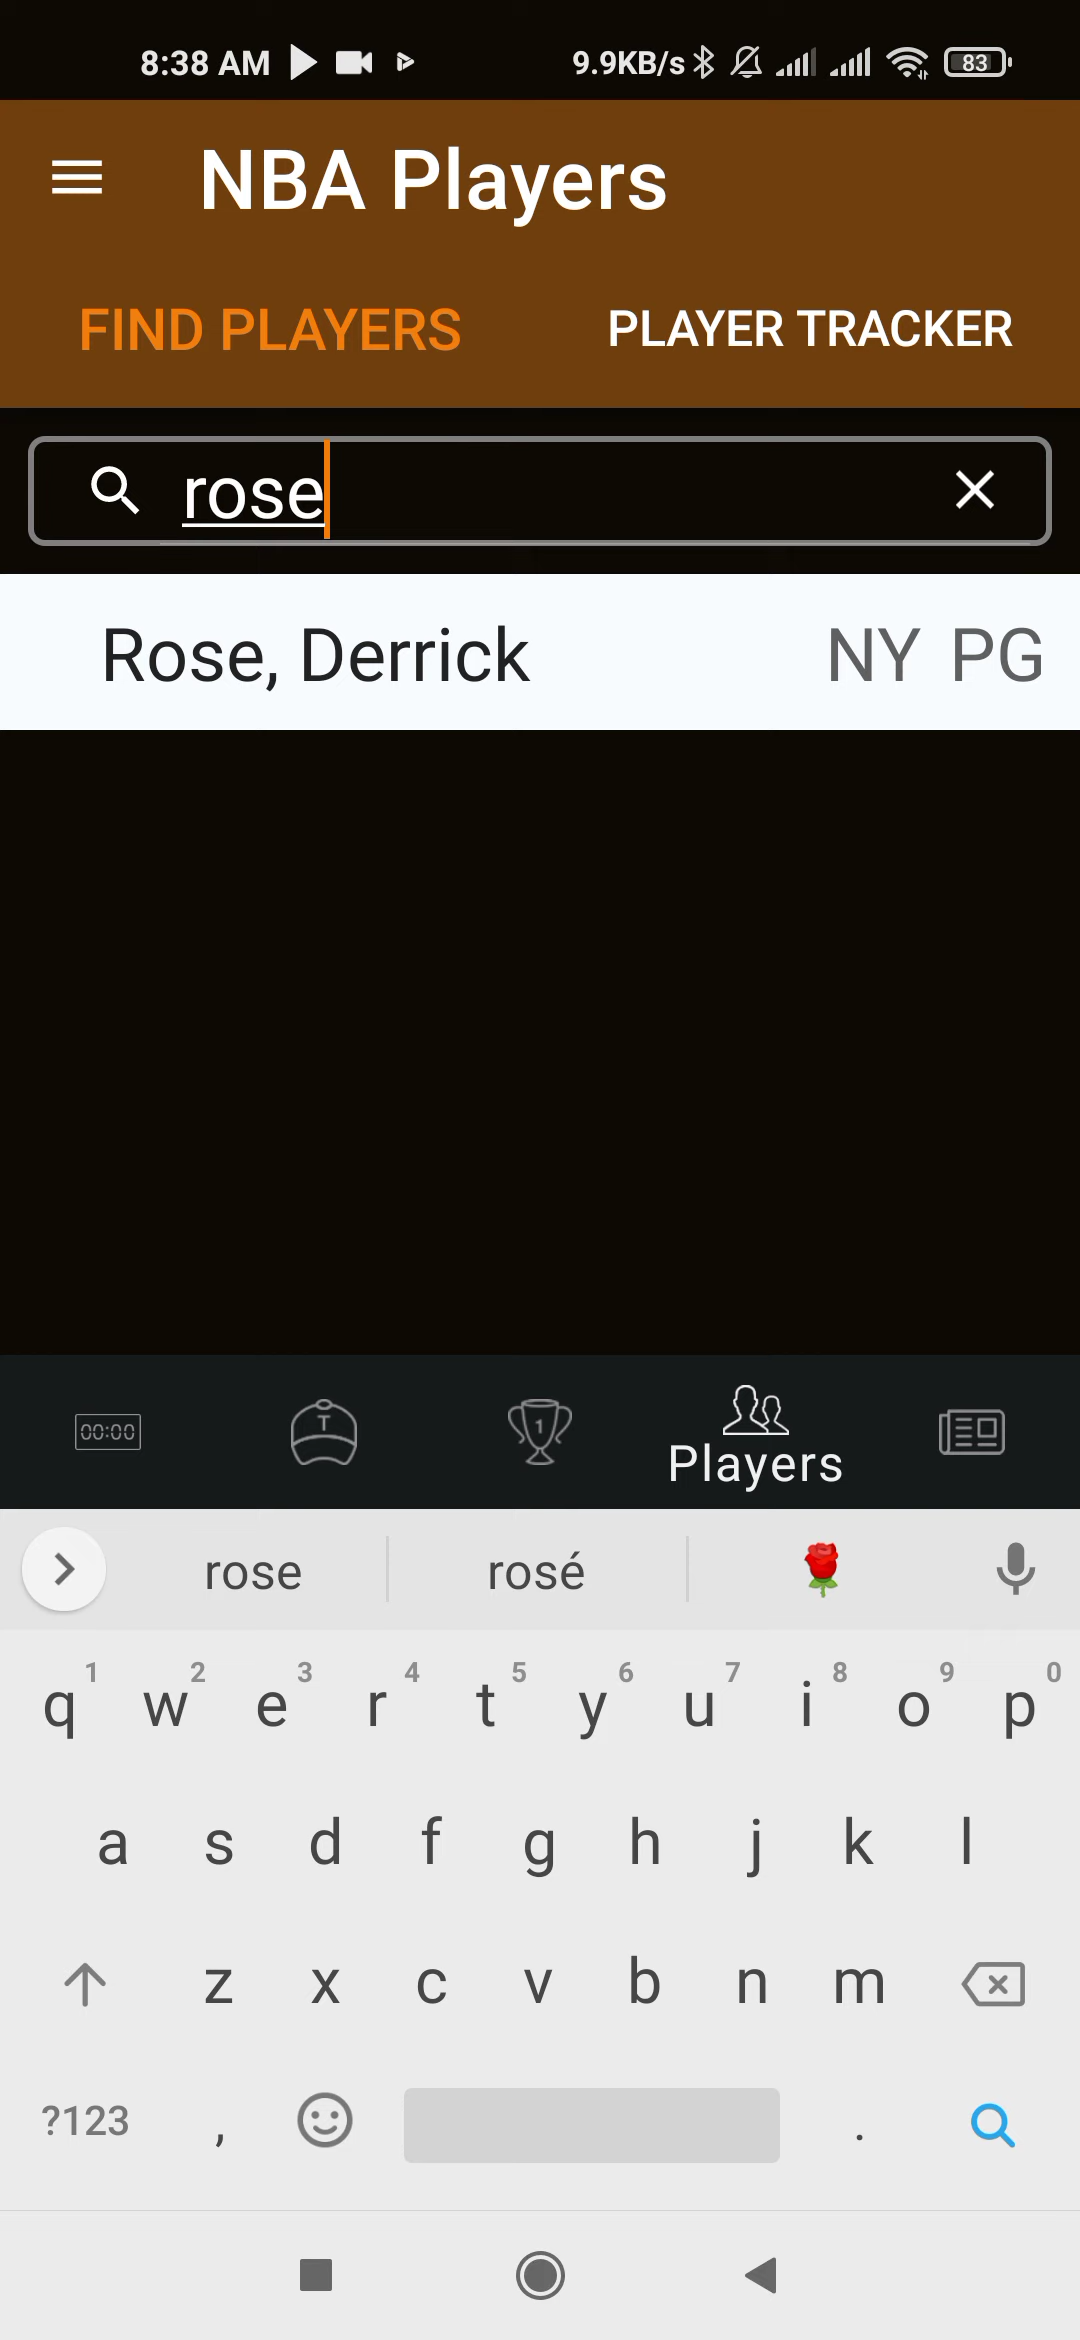 8:38 AM 9.9KB/s 83
NBA Players
FIND PLAYERS PLAYER TRACKER
rose
Rose, Derrick NY PG
00:00 T 1
Players
rose rosé
1 2 3 4 5 6 7 8 9 0
q w e r t y u i o p
a s d f g h j k l
z x c v b n m
?123 , .